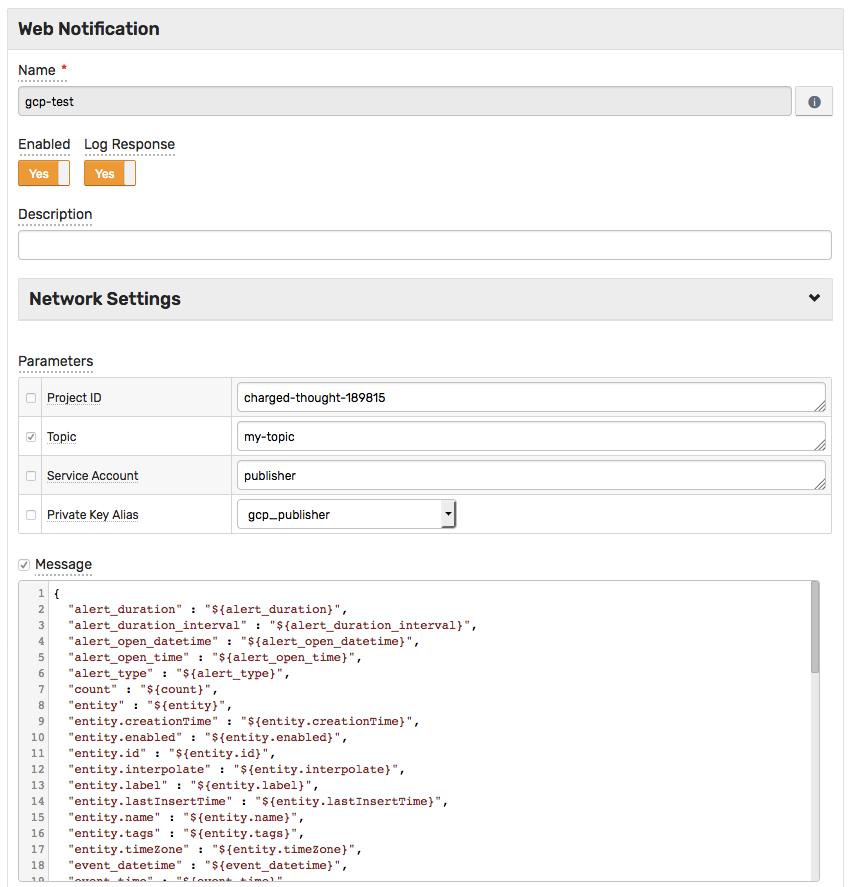 Web Notification
Name *
gcp-test
Enabled Log Response
Yes Yes
Description
Network Settings
Parameters
Project ID charged-thought-189815
Topic my-topic
Service Account publisher
Private Key Alias gcp_publisher
Message
1 {
2 "alert_duration" : "${alert_duration}",
3 "alert_duration_interval" : "${alert_duration_interval}",
4 "alert_open_datetime" : "${alert_open_datetime}",
5 "alert_open_time" : "${alert_open_time}",
6 "alert_type" : "${alert_type}",
7 "count" : "${count}",
8 "entity" : "${entity}",
9 "entity.creationTime" : "${entity.creationTime}",
10 "entity.enabled" : "${entity.enabled}",
11 "entity.id" : "${entity.id}",
12 "entity.interpolate" : "${entity.interpolate}",
13 "entity.label" : "${entity.label}",
14 "entity.lastInsertTime" : "${entity.lastInsertTime}",
15 "entity.name" : "${entity.name}",
16 "entity.tags" : "${entity.tags}",
17 "entity.timeZone" : "${entity.timeZone}",
18 "event_datetime" : "${event_datetime}",
19 "event_time" : "${event_time}",